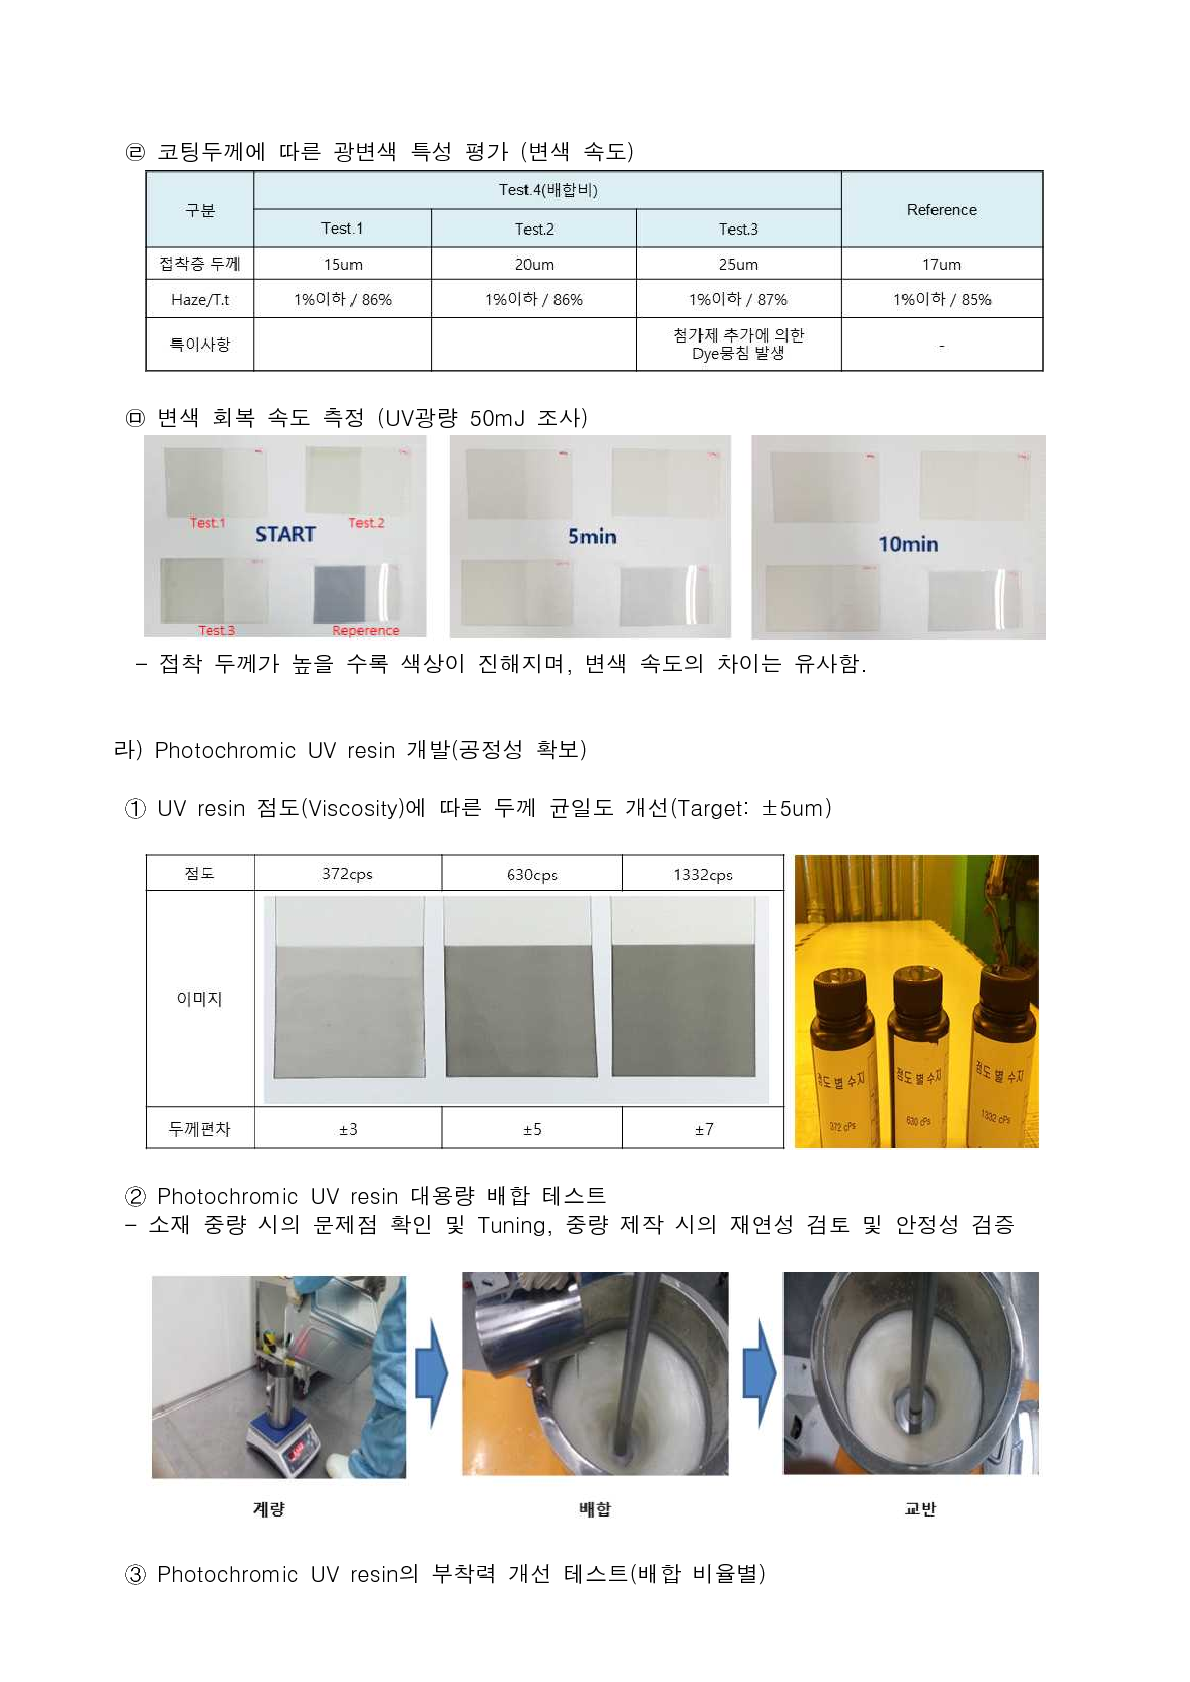 ㉣ 코팅두께에 따른 광변색 특성 평가 (변색 속도)
구분 Test.4(배합비) Reference
Test.1 Test.2 Test.3
접착층 두께 15um 20um 25um 17um
Haze/T.t 1%이하 / 86% 1%이하 / 86% 1%이하 / 87% 1%이하 / 85%
특이사항 첨가제 추가에 의한 -
Dye뭉침 발생
㉤ 변색 회복 속도 측정 (UV광량 50mJ 조사)
Test.1 Test.2
START 5min 10min
Test.3 Reperence
- 접착 두께가 높을 수록 색상이 진해지며, 변색 속도의 차이는 유사함.
라) Photochromic UV resin 개발(공정성 확보)
① UV resin 점도(Viscosity)에 따른 두께 균일도 개선(Target: ±5um)
점도 372cps 630cps 1332cps
이미지
두께편차 ±3 ±5 ±7
점도 별 수지 점도 별 수지 점도 별 수지
372 cPs 630 cPs 1332 cPs
② Photochromic UV resin 대용량 배합 테스트
- 소재 중량 시의 문제점 확인 및 Tuning, 중량 제작 시의 재연성 검토 및 안정성 검증
계량 배합 교반
③ Photochromic UV resin의 부착력 개선 테스트(배합 비율별)